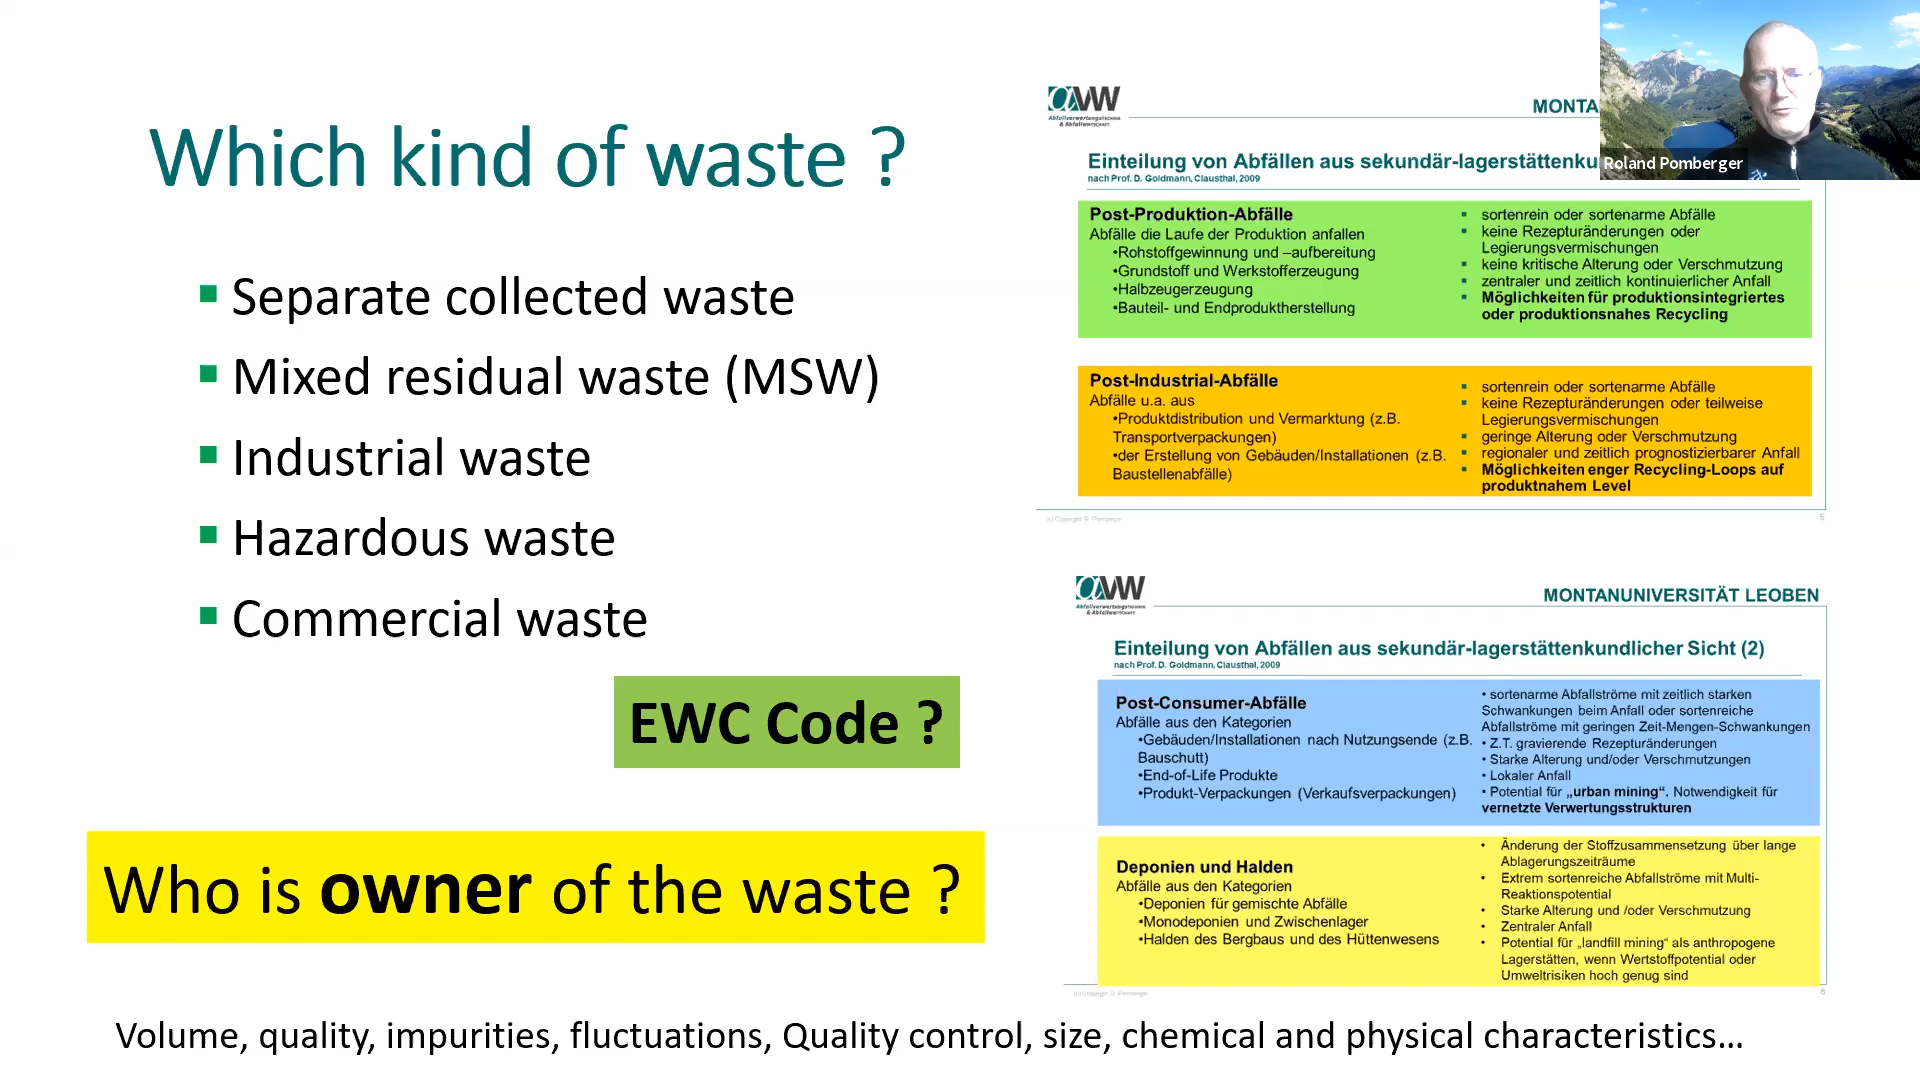 Which kind of waste ?
Separate collected waste
Mixed residual waste (MSW)
Industrial waste
Hazardous waste
Commercial waste
EWC Code ?
Who is owner of the waste ?
Volume, quality, impurities, fluctuations, Quality control, size, chemical and physical characteristics…
Roland Pomberger
αVW
Abfallverwertungstechnik
& Abfallwirtschaft
MONTA
Einteilung von Abfällen aus sekundär-lagerstättenku
nach Prof. D. Goldmann, Clausthal, 2009
Post-Produktion-Abfälle
Abfälle die Laufe der Produktion anfallen
•Rohstoffgewinnung und –aufbereitung
•Grundstoff und Werkstofferzeugung
•Halbzeugerzeugung
•Bauteil- und Endproduktherstellung
sortenrein oder sortenarme Abfälle
keine Rezepturänderungen oder
Legierungsvermischungen
keine kritische Alterung oder Verschmutzung
zentraler und zeitlich kontinuierlicher Anfall
Möglichkeiten für produktionsintegriertes
oder produktionsnahes Recycling
Post-Industrial-Abfälle
Abfälle u.a. aus
•Produktdistribution und Vermarktung (z.B.
Transportverpackungen)
•der Erstellung von Gebäuden/Installationen (z.B.
Baustellenabfälle)
sortenrein oder sortenarme Abfälle
keine Rezepturänderungen oder teilweise
Legierungsvermischungen
geringe Alterung oder Verschmutzung
regionaler und zeitlich prognostizierbarer Anfall
Möglichkeiten enger Recycling-Loops auf
produktnahem Level
(c) Copyright R. Pomberger
5
αVW
Abfallverwertungstechnik
& Abfallwirtschaft
MONTANUNIVERSITÄT LEOBEN
Einteilung von Abfällen aus sekundär-lagerstättenkundlicher Sicht (2)
nach Prof. D. Goldmann, Clausthal, 2009
Post-Consumer-Abfälle
Abfälle aus den Kategorien
•Gebäuden/Installationen nach Nutzungsende (z.B.
Bauschutt)
•End-of-Life Produkte
•Produkt-Verpackungen (Verkaufsverpackungen)
• sortenarme Abfallströme mit zeitlich starken
Schwankungen beim Anfall oder sortenreiche
Abfallströme mit geringen Zeit-Mengen-Schwankungen
• Z.T. gravierende Rezepturänderungen
• Starke Alterung und/oder Verschmutzungen
• Lokaler Anfall
• Potential für „urban mining“. Notwendigkeit für
vernetzte Verwertungsstrukturen
Deponien und Halden
Abfälle aus den Kategorien
•Deponien für gemischte Abfälle
•Monodeponien und Zwischenlager
•Halden des Bergbaus und des Hüttenwesens
• Änderung der Stoffzusammensetzung über lange
Ablagerungszeiträume
• Extrem sortenreiche Abfallströme mit Multi-
Reaktionspotential
• Starke Alterung und /oder Verschmutzung
• Zentraler Anfall
• Potential für „landfill mining“ als anthropogene
Lagerstätten, wenn Wertstoffpotential oder
Umweltrisiken hoch genug sind
(c) Copyright R. Pomberger
6